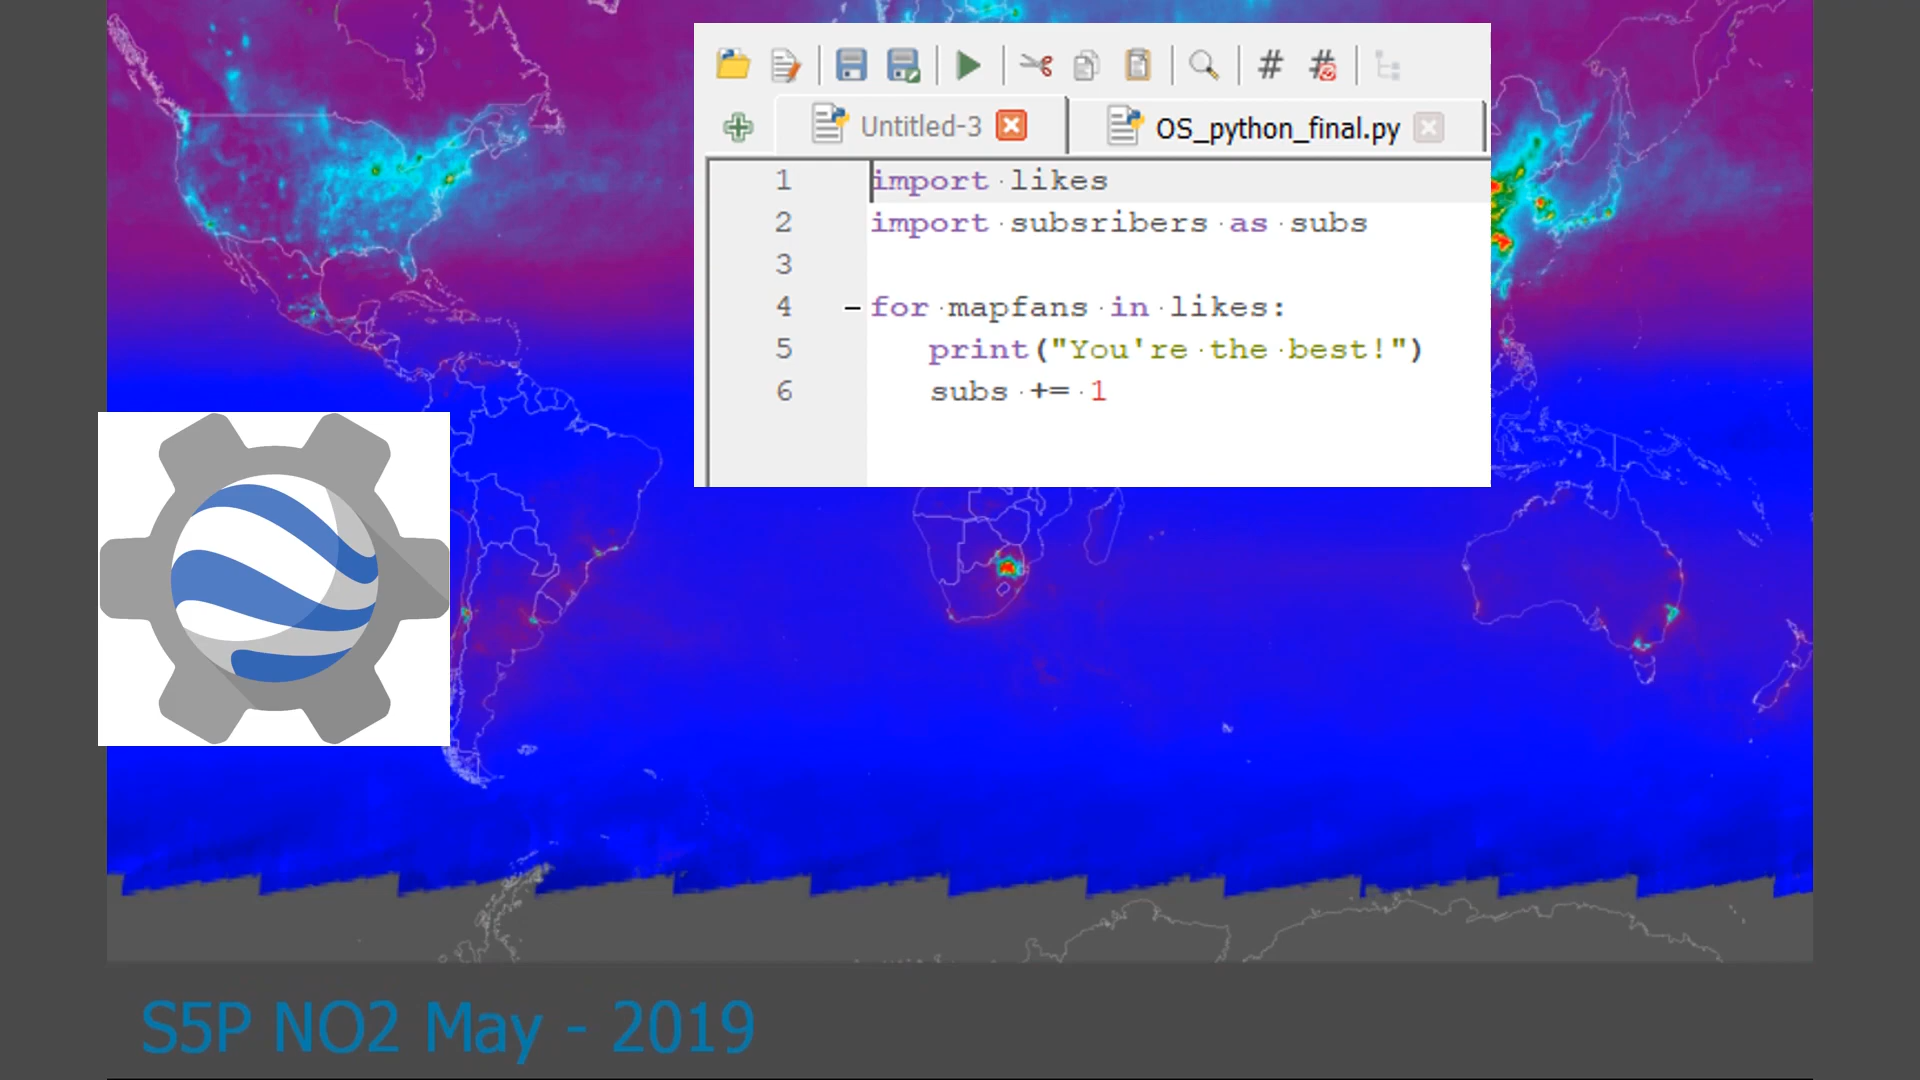 Untitled-3 OS_python_final.py
1 import likes
2 import subsribers as subs
3
4 for mapfans in likes:
5 print("You're the best!")
6 subs += 1
S5P NO2 May - 2019